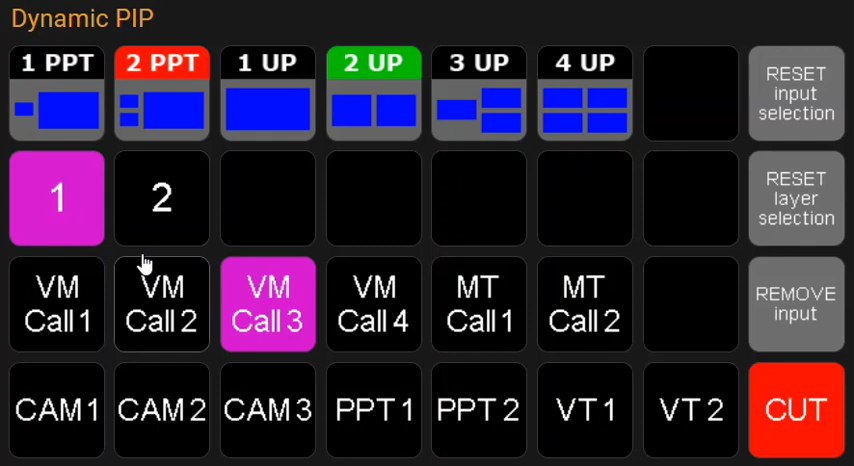 Dynamic PIP
1 PPT
2 PPT
1 UP
2 UP
3 UP
4 UP
RESET
input
selection
1
2
RESET
layer
selection
VM
Call 1
VM
Call 2
VM
Call 3
VM
Call 4
MT
Call 1
MT
Call 2
REMOVE
input
CAM 1
CAM 2
CAM 3
PPT 1
PPT 2
VT 1
VT 2
CUT